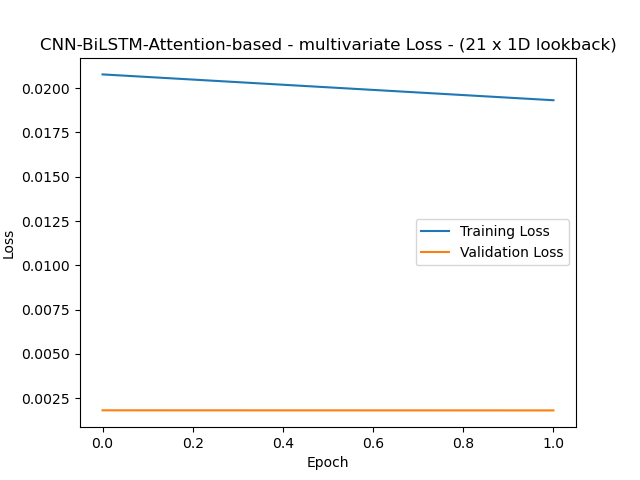 CNN-BiLSTM-Attention-based - multivariate Loss - (21 x 1D lookback)
0.0200
0.0175
0.0150
0.0125
0.0100
0.0075
0.0050
0.0025
Loss
Training Loss
Validation Loss
0.0 0.2 0.4 0.6 0.8 1.0
Epoch